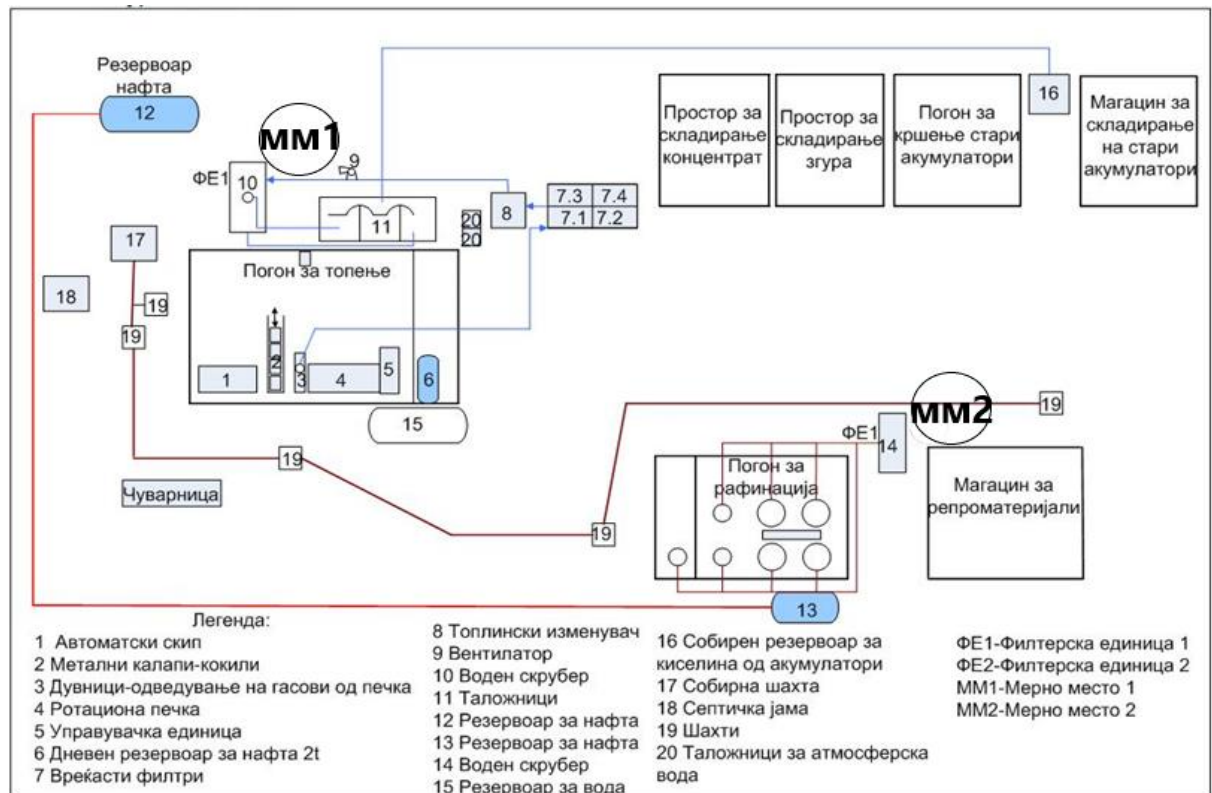 Резервоар
нафта
12
мм1
9
ФЕ1
10
11
20
20
8
7.3 7.4
7.1 7.2
Простор за
складирање
концентрат
Простор за
складирање
згура
Погон за
кршење стари
акумулатори
16
Магацин за
складирање
на стари
акумулатори
17
18
19
19
Погон за топење
1
2
3
4
5
6
15
19
Чуварница
19
мм2
19
ФЕ1
14
Погон за
рафинација
Магацин за
репроматеријали
13
Легенда:
1 Автоматски скип
2 Метални калапи-кокили
3 Дувници-одведување на гасови од печка
4 Ротациона печка
5 Управувачка единица
6 Дневен резервоар за нафта 2t
7 Вреќасти филтри
8 Топлински изменувач
9 Вентилатор
10 Воден скрубер
11 Таложници
12 Резервоар за нафта
13 Резервоар за нафта
14 Воден скрубер
15 Резервоар за вода
16 Собирен резервоар за
киселина од акумулатори
17 Собирна шахта
18 Септичка јама
19 Шахти
20 Таложници за атмосферска
вода
ФЕ1-Филтерска единица 1
ФЕ2-Филтерска единица 2
ММ1-Мерно место 1
ММ2-Мерно место 2